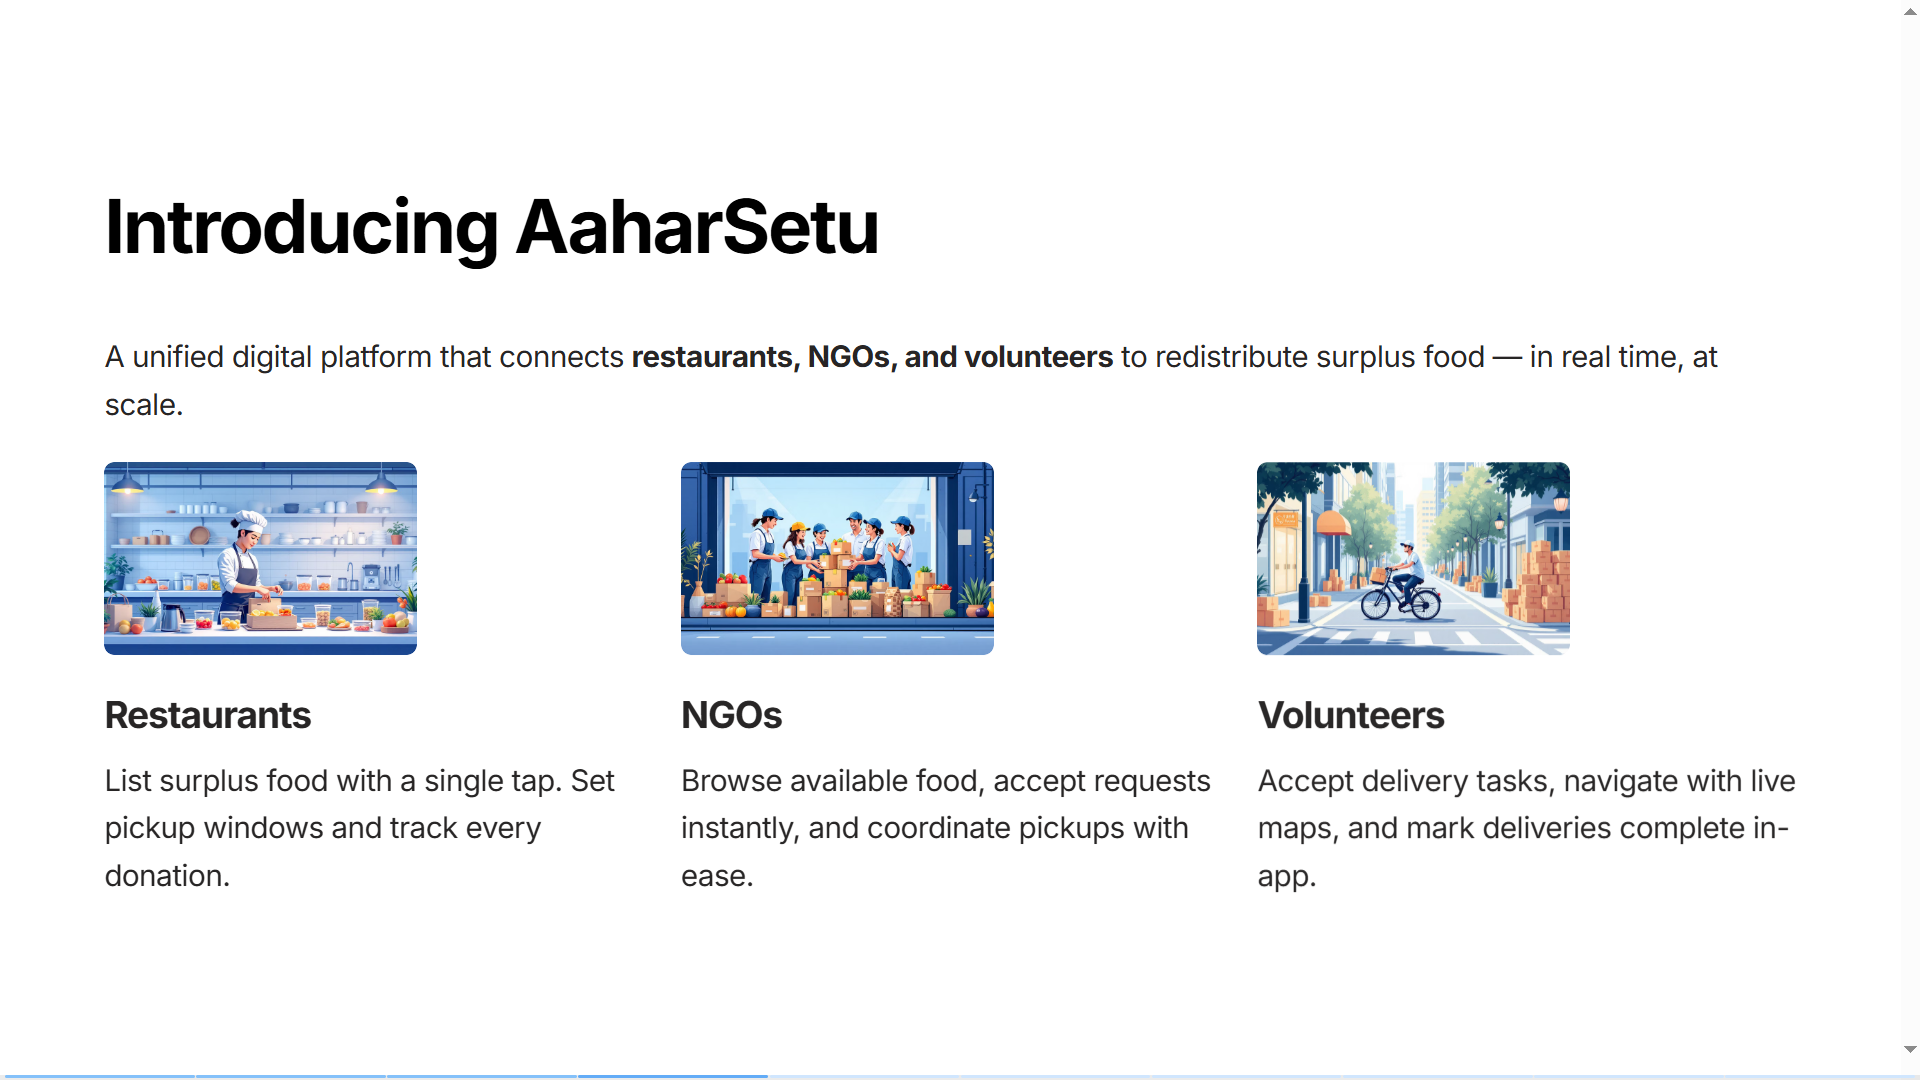 Introducing AaharSetu
A unified digital platform that connects restaurants, NGOs, and volunteers to redistribute surplus food — in real time, at
scale.
Restaurants
List surplus food with a single tap. Set
pickup windows and track every
donation.
NGOs
Browse available food, accept requests
instantly, and coordinate pickups with
ease.
Volunteers
Accept delivery tasks, navigate with live
maps, and mark deliveries complete in-
app.